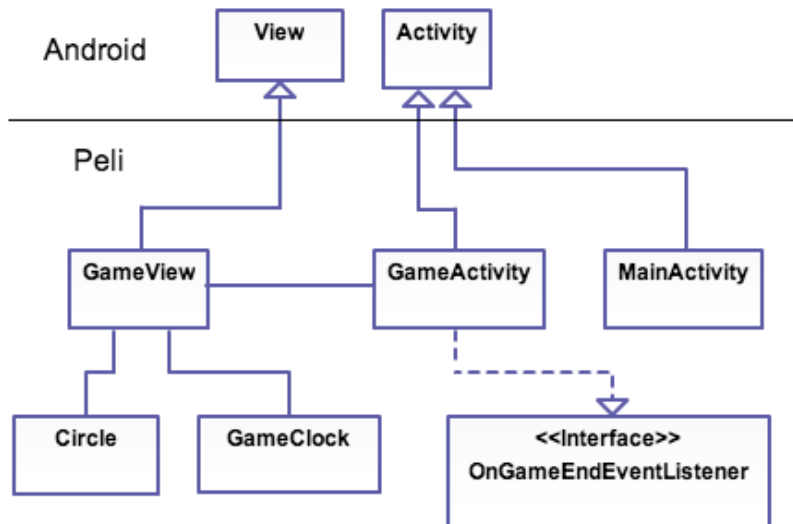 Android
View
Activity
Peli
GameView
GameActivity
MainActivity
Circle
GameClock
<<Interface>>
OnGameEndEventListener